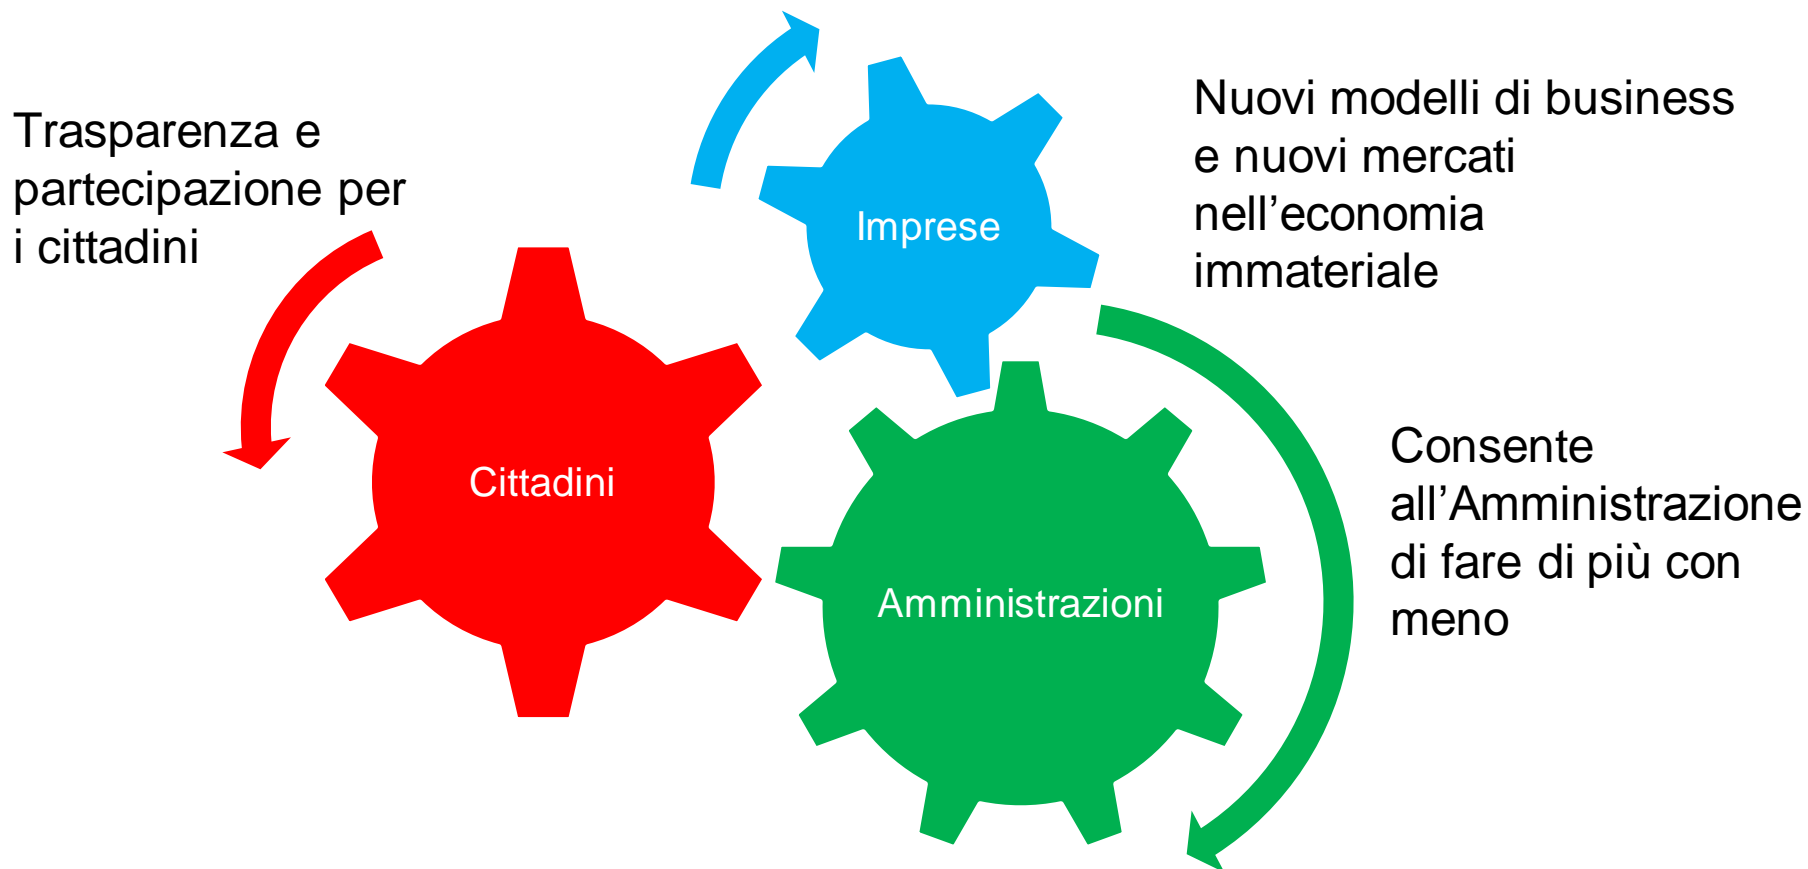 Trasparenza e
partecipazione per
i cittadini
Nuovi modelli di business
e nuovi mercati
nell’economia
immateriale
Imprese
Cittadini
Amministrazioni
Consente
all’Amministrazione
di fare di più con
meno